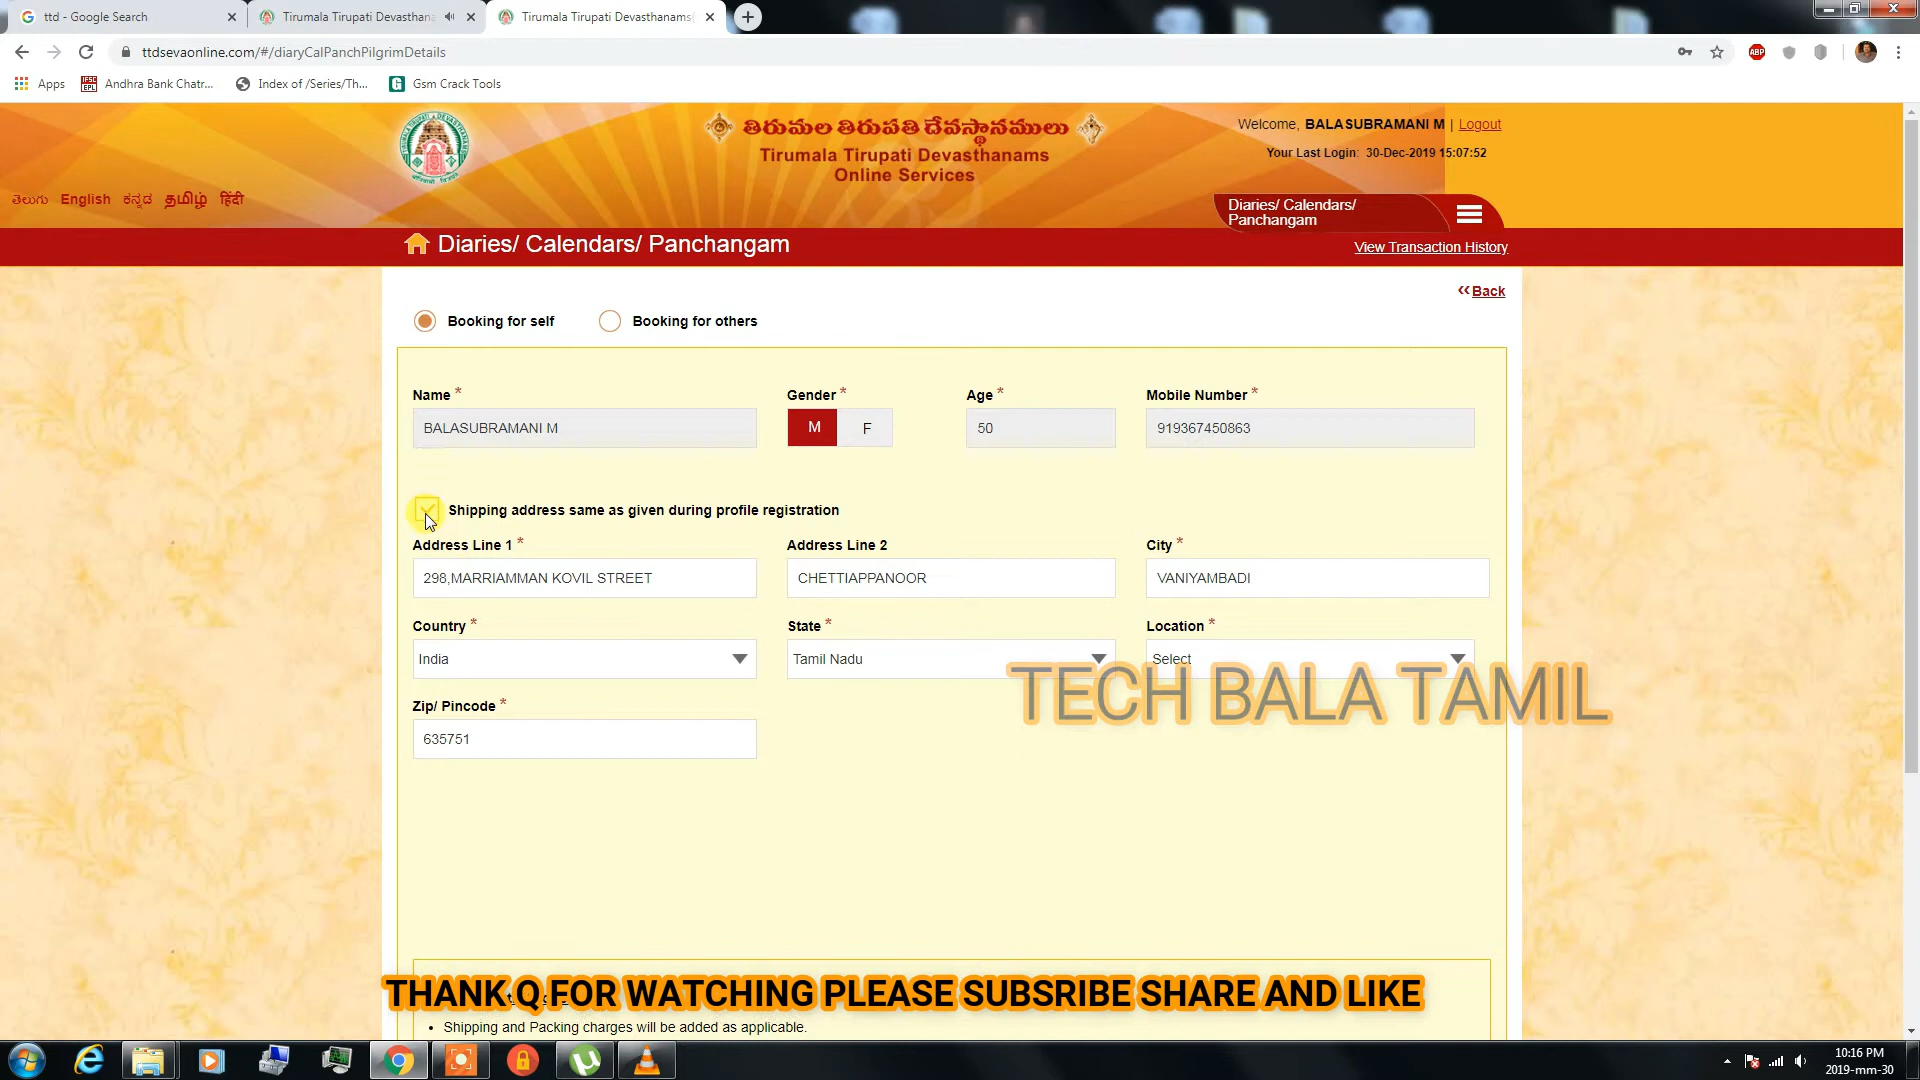 ttd - Google Search
Tirumala Tirupati Devasthana
Tirumala Tirupati Devasthanams
ttdsevaonline.com/#/diaryCalPanchPilgrimDetails
ABP
Apps
IFSC
EPL
Andhra Bank Chatr...
Index of /Series/Th...
Gsm Crack Tools
తిరుమల తిరుపతి దేవస్థానములు
Tirumala Tirupati Devasthanams
Online Services
Welcome, BALASUBRAMANI M | Logout
Your Last Login: 30-Dec-2019 15:07:52
తెలుగు English ಕನ್ನಡ தமிழ் हिंदी
Diaries/ Calendars/
Panchangam
Diaries/ Calendars/ Panchangam
View Transaction History
Back
Booking for self
Booking for others
Name *
Gender *
Age *
Mobile Number *
BALASUBRAMANI M
M
F
50
919367450863
Shipping address same as given during profile registration
Address Line 1 *
Address Line 2
City *
298,MARRIAMMAN KOVIL STREET
CHETTIAPPANOOR
VANIYAMBADI
Country *
State *
Location *
India
Tamil Nadu
Select
TECH BALA TAMIL
Zip/ Pincode *
635751
THANK Q FOR WATCHING PLEASE SUBSRIBE SHARE AND LIKE
• Shipping and Packing charges will be added as applicable.
10:16 PM
2019-mm-30